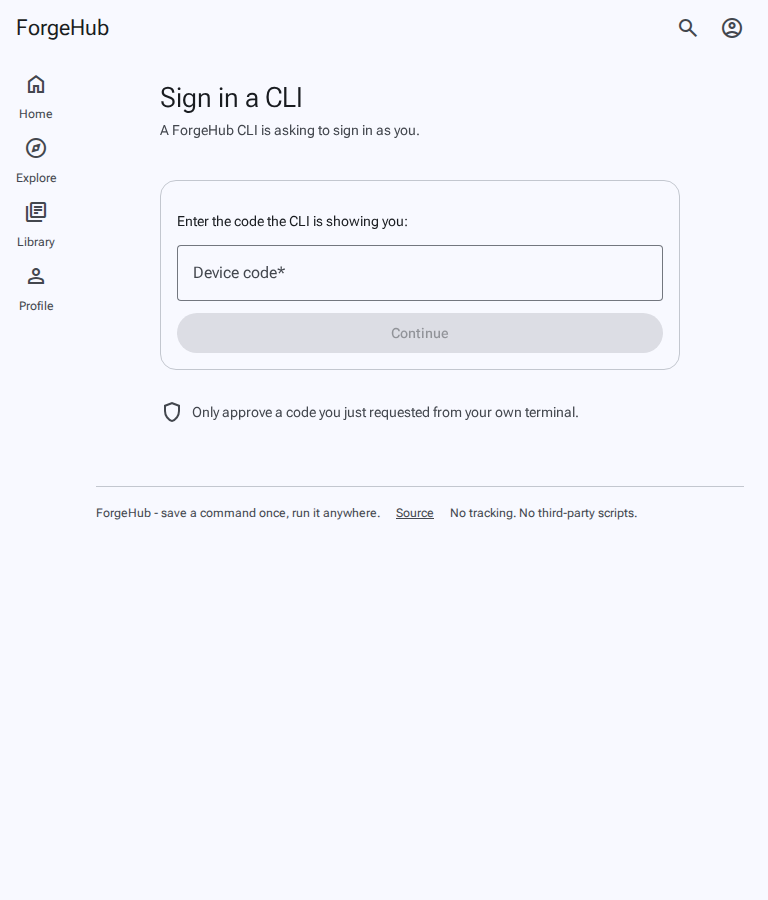 ForgeHub
Home
Explore
Library
Profile
Sign in a CLI
A ForgeHub CLI is asking to sign in as you.
Enter the code the CLI is showing you:
Device code*
Continue
Only approve a code you just requested from your own terminal.
ForgeHub - save a command once, run it anywhere. Source No tracking. No third-party scripts.